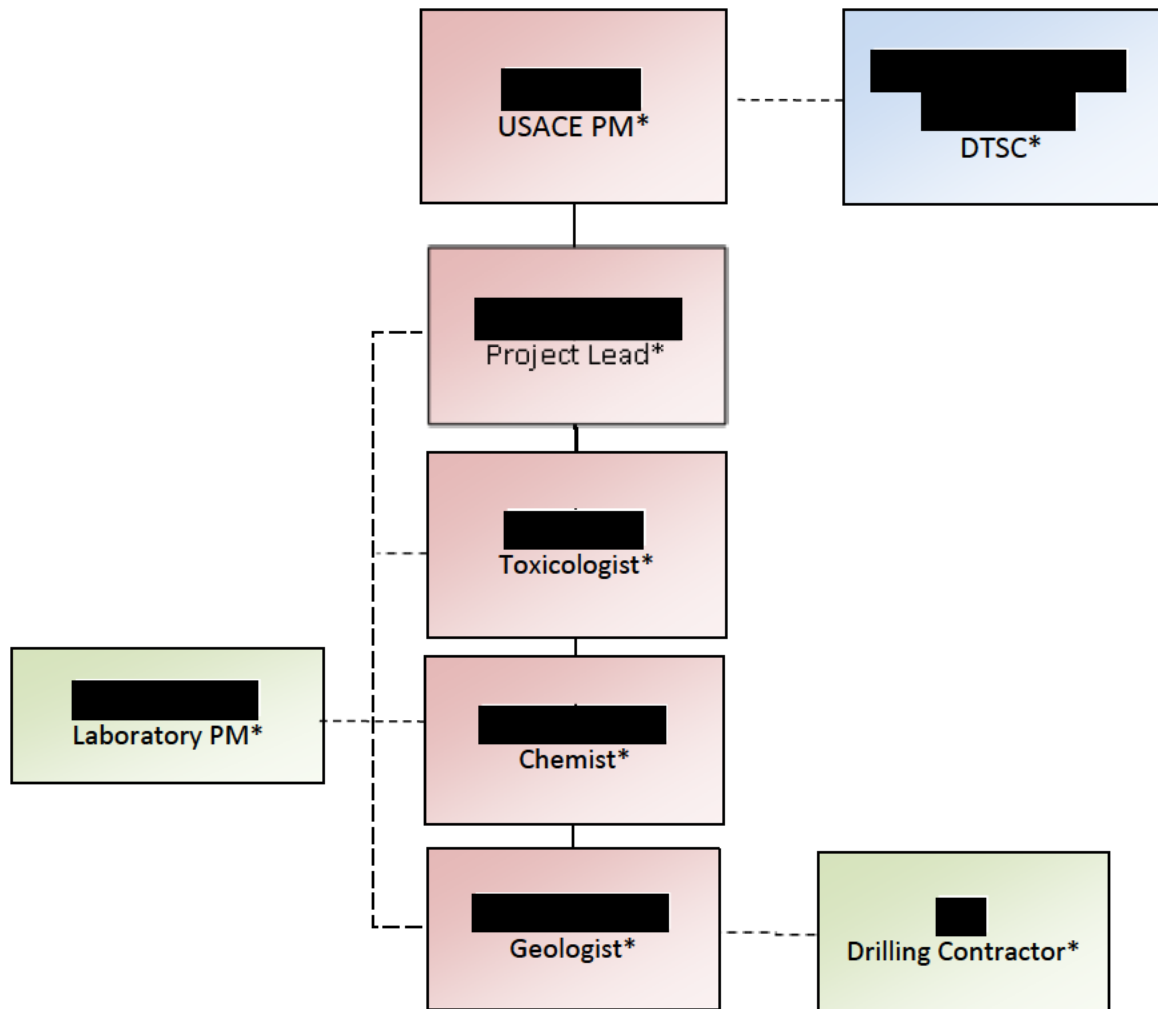 USACE PM*
DTSC*
Project Lead*
Toxicologist*
Laboratory PM*
Chemist*
Geologist*
Drilling Contractor*